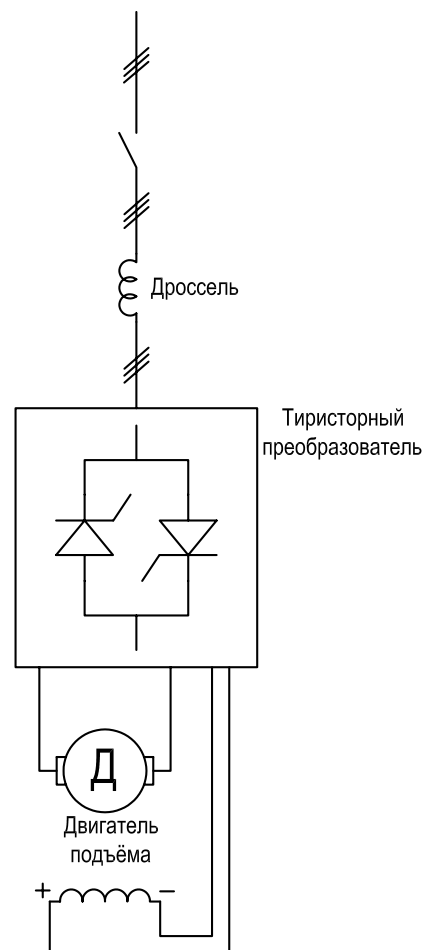 Дроссель
Тиристорный
преобразователь
Д
Двигатель
подъёма
+ −